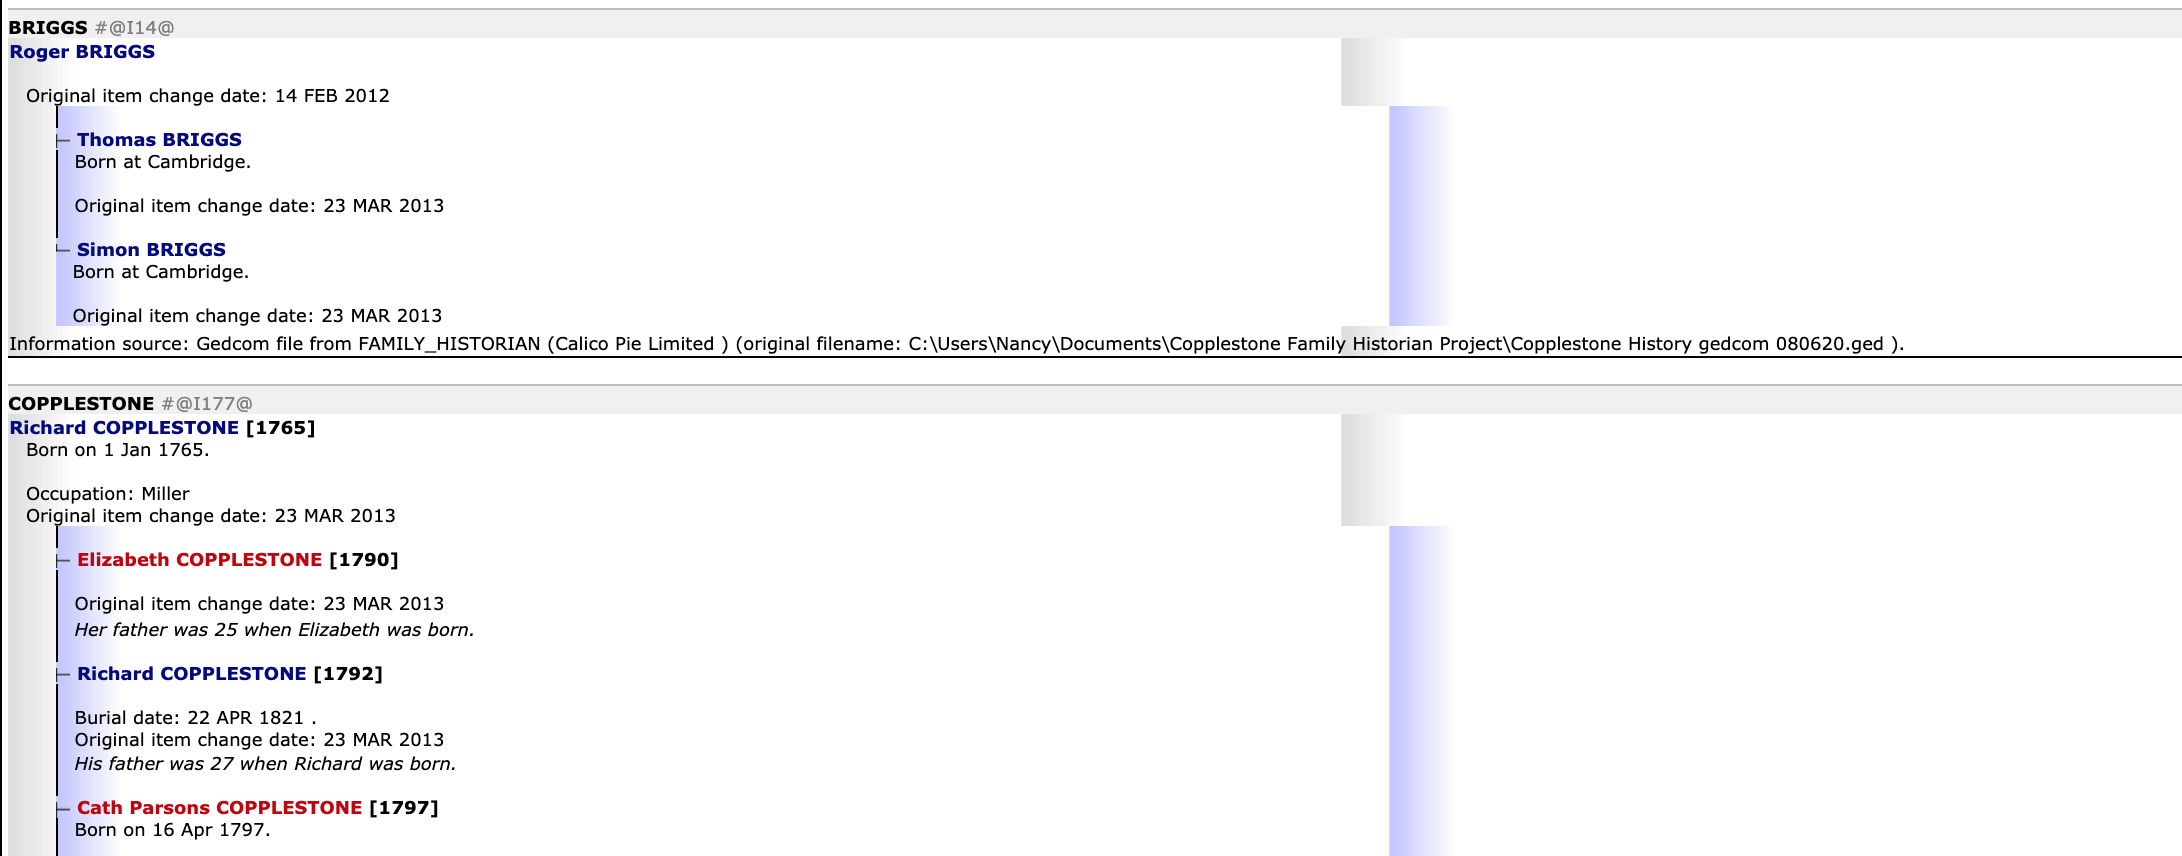 BRIGGS #@I14@
Roger BRIGGS
Original item change date: 14 FEB 2012
Thomas BRIGGS
Born at Cambridge.
Original item change date: 23 MAR 2013
Simon BRIGGS
Born at Cambridge.
Original item change date: 23 MAR 2013
Information source: Gedcom file from FAMILY_HISTORIAN (Calico Pie Limited ) (original filename: C:\Users\Nancy\Documents\Copplestone Family Historian Project\Copplestone History gedcom 080620.ged ).
COPPLESTONE #@I177@
Richard COPPLESTONE [1765]
Born on 1 Jan 1765.
Occupation: Miller
Original item change date: 23 MAR 2013
Elizabeth COPPLESTONE [1790]
Original item change date: 23 MAR 2013
Her father was 25 when Elizabeth was born.
Richard COPPLESTONE [1792]
Burial date: 22 APR 1821 .
Original item change date: 23 MAR 2013
His father was 27 when Richard was born.
Cath Parsons COPPLESTONE [1797]
Born on 16 Apr 1797.